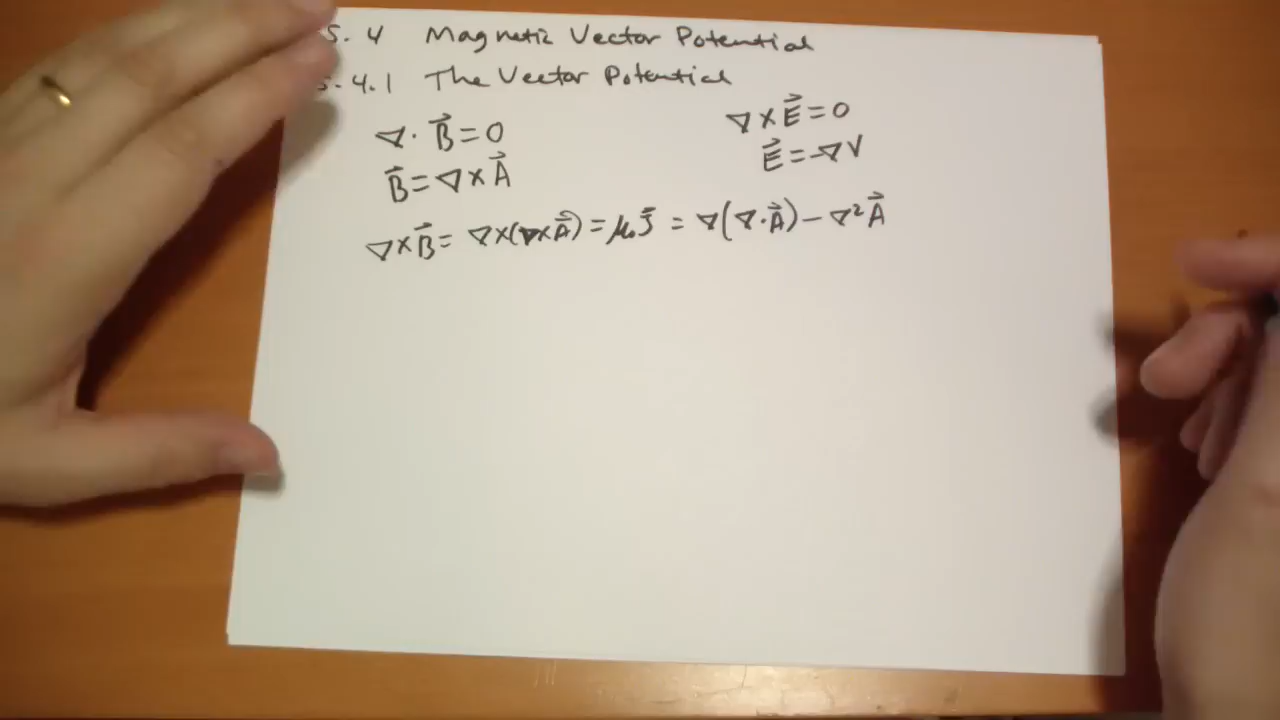 5.4 Magnetic Vector Potential
5.4.1 The Vector Potential
∇·B⃗=0
∇×E⃗=0
B⃗=∇×A⃗
E⃗=-∇V
∇×B⃗= ∇×(∇×A⃗)=μ₀J⃗ = ∇(∇·A⃗)-∇²A⃗